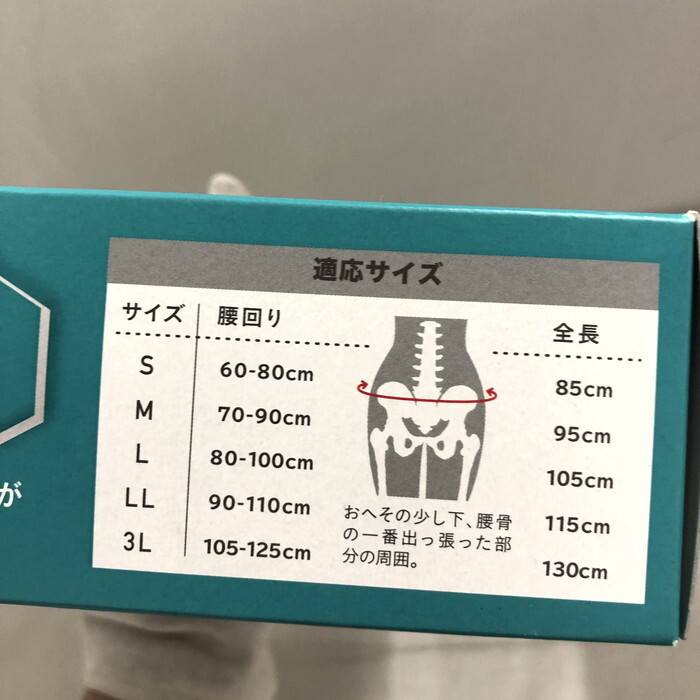 適応サイズ
サイズ 腰回り 全長
S 60-80cm 85cm
M 70-90cm 95cm
L 80-100cm 105cm
LL 90-110cm 115cm
3L 105-125cm 130cm
おへその少し下、腰骨
の一番出っ張った部
分の周囲。
が